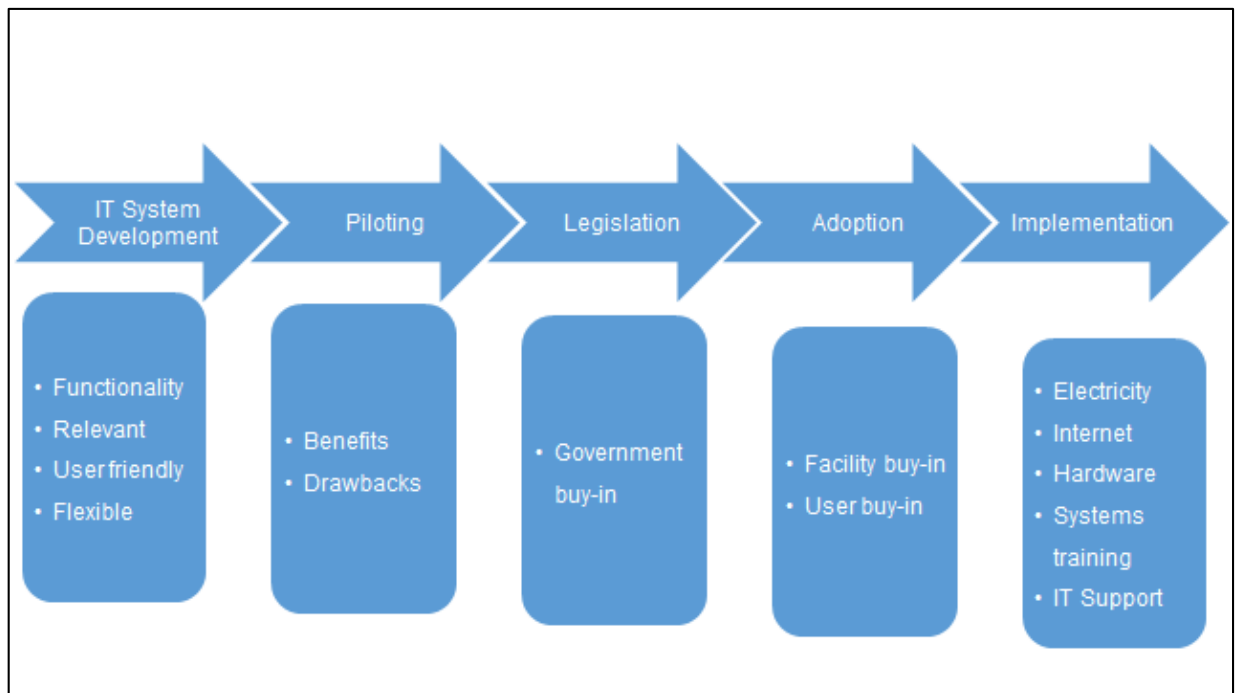 IT System
Development
Piloting
Legislation
Adoption
Implementation
• Functionality
• Relevant
• User friendly
• Flexible
• Benefits
• Drawbacks
• Government
buy-in
• Facility buy-in
• User buy-in
• Electricity
• Internet
• Hardware
• Systems
training
• IT Support